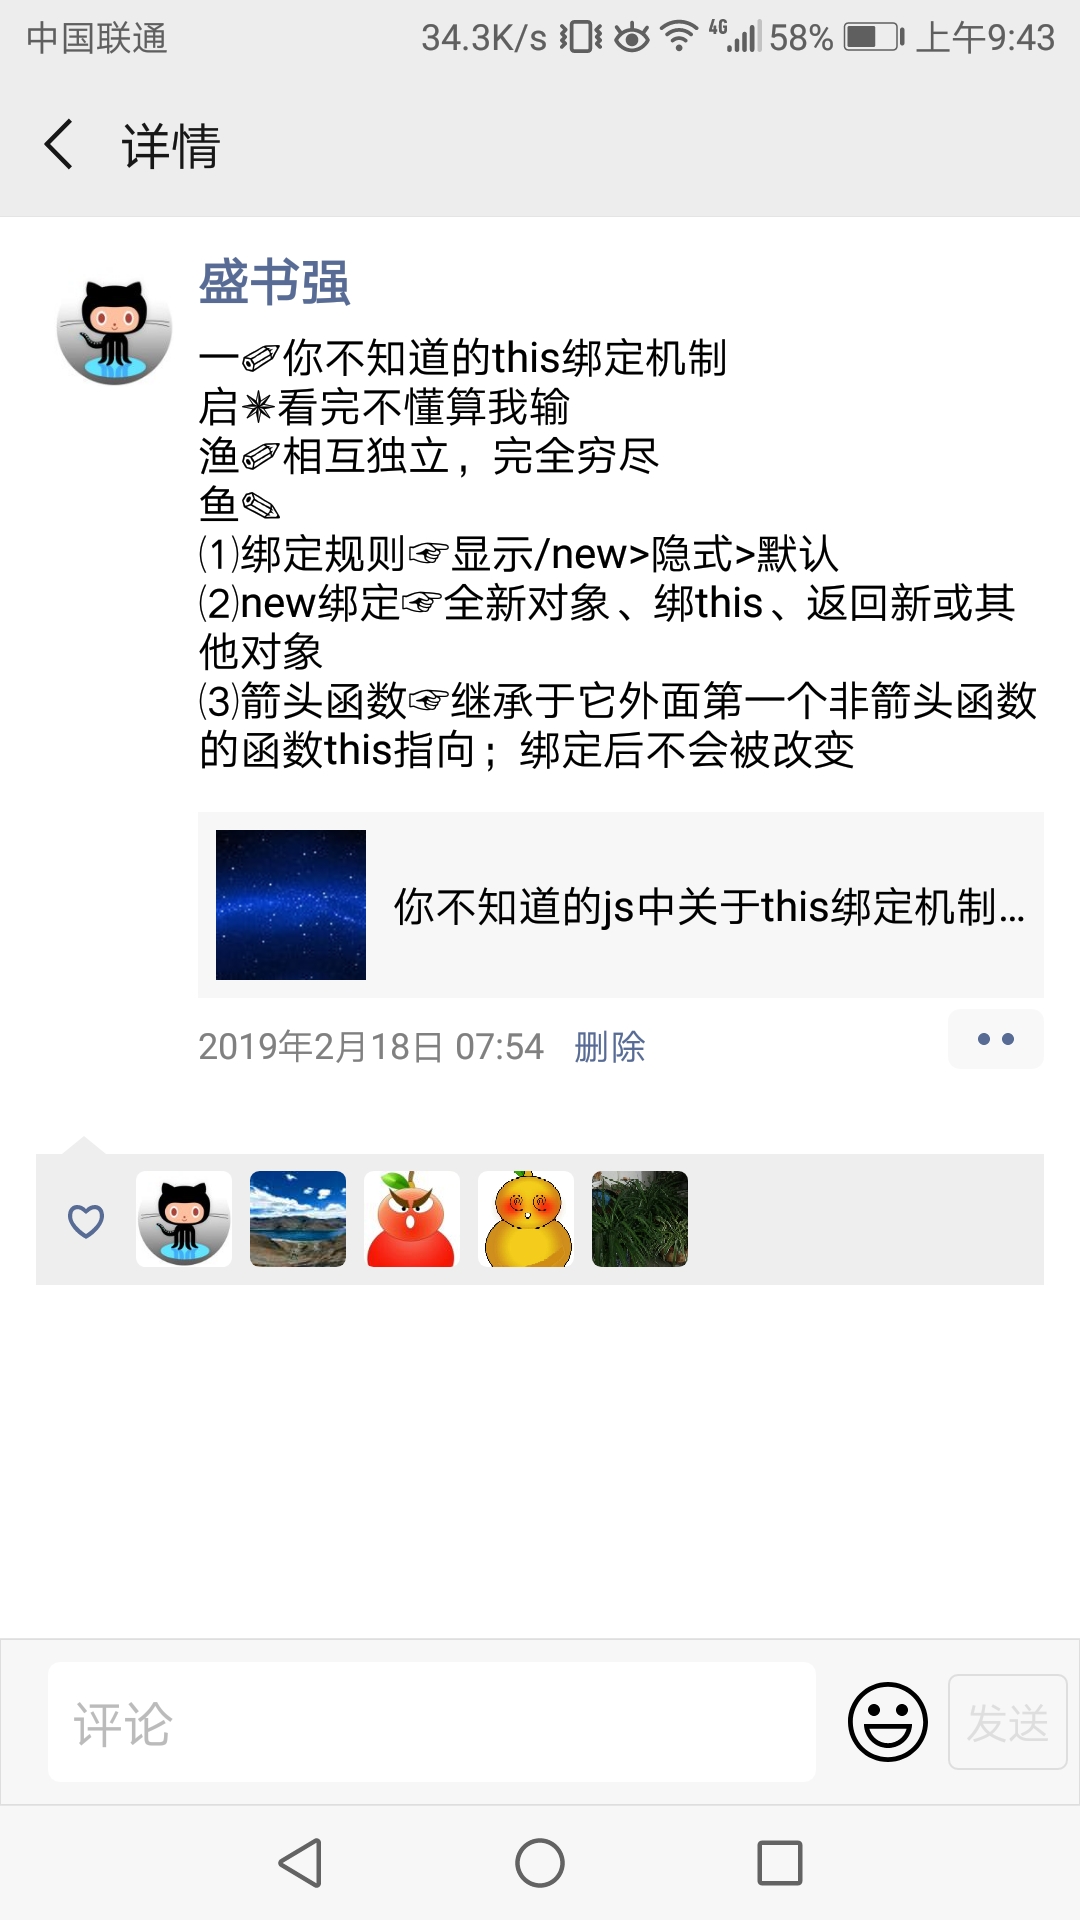 中国联通 34.3K/s 4G 58% 上午9:43
详情
盛书强
一✐你不知道的this绑定机制
启✴看完不懂算我输
渔✐相互独立，完全穷尽
鱼✎
⑴绑定规则☞显示/new>隐式>默认
⑵new绑定☞全新对象、绑this、返回新或其
他对象
⑶箭头函数☞继承于它外面第一个非箭头函数
的函数this指向；绑定后不会被改变
你不知道的js中关于this绑定机制...
2019年2月18日 07:54 删除
评论 发送